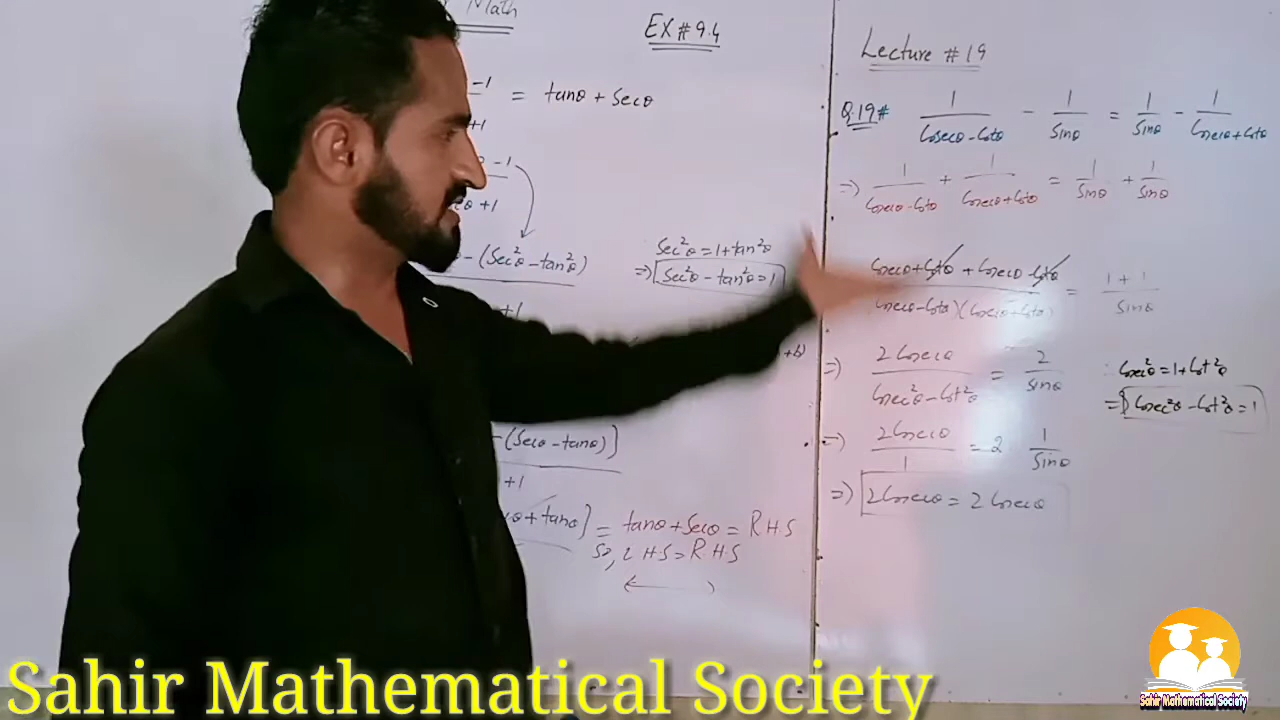 Math
EX # 9.4
-1
= tanθ + Secθ
+1
-1
θ +1
- (Sec²θ - tan²θ)
+1
Sec²θ = 1 + tan²θ
=> Sec²θ - tan²θ = 1
+ b)
- (Secθ - tanθ)]
+1
θ + tanθ] = tanθ + Secθ = R H S
So, L H S = R H S
Lecture # 19
Q.19# 1/(Cosecθ - Cotθ) - 1/Sinθ = 1/Sinθ - 1/(Cosecθ + Cotθ)
=> 1/(Cosecθ - Cotθ) + 1/(Cosecθ + Cotθ) = 1/Sinθ + 1/Sinθ
Cosecθ + Cotθ + Cosecθ - Cotθ / Cosecθ - Cotθ)(Cosecθ + Cotθ) = 1 + 1 / Sinθ
=> 2Cosecθ / Cosec²θ - Cot²θ = 2 / Sinθ
∴ Cosec²θ = 1 + Cot²θ
=> Cosec²θ - Cot²θ = 1
=> 2Cosecθ / 1 = 2 1/Sinθ
=> 2Cosecθ = 2Cosecθ
Sahir Mathematical Society
Sahir Mathematical Society